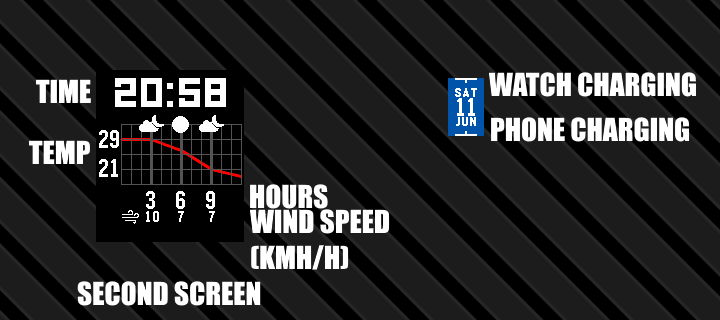 TIME
20:58
TEMP
29
21
3 6 9
HOURS
10 7 7
WIND SPEED
(KMH/H)
SECOND SCREEN
SAT
11
JUN
WATCH CHARGING
PHONE CHARGING